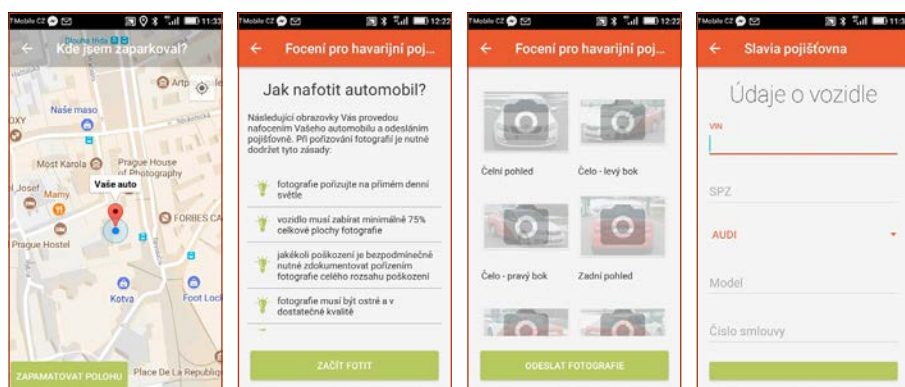 T-Mobile CZ 11:33
Kde jsem zaparkoval?
Dlouhá třída
Artp
Naše maso
OXY
Most Karola
Prague House
of Photography
Josef
Mamy
Vaše auto
FORBES CA
Prague Hostel
Kotva
Foot Lock
ZAPAMATOVAT POLOHU
Place De La Republiq
T-Mobile CZ 12:22
Focení pro havarijní poj...
Jak nafotit automobil?
Následující obrazovky Vás provedou
nafocením Vašeho automobilu a odesláním
pojišťovně. Při pořizování fotografií je nutné
dodržet tyto zásady:
fotografie pořizujte na přímém denní
světle
vozidlo musí zabírat minimálně 75%
celkové plochy fotografie
jakékoli poškození je bezpodmínečně
nutné zdokumentovat pořízením
fotografie celého rozsahu poškození
fotografie musí být ostré a v
dostatečné kvalitě
ZAČÍT FOTIT
T-Mobile CZ 12:22
Focení pro havarijní poj...
Čelní pohled
Čelo - levý bok
Čelo - pravý bok
Zadní pohled
ODESLAT FOTOGRAFIE
T-Mobile CZ 11:3
Slavia pojišťovna
Údaje o vozidle
VIN
SPZ
AUDI
Model
Číslo smlouvy